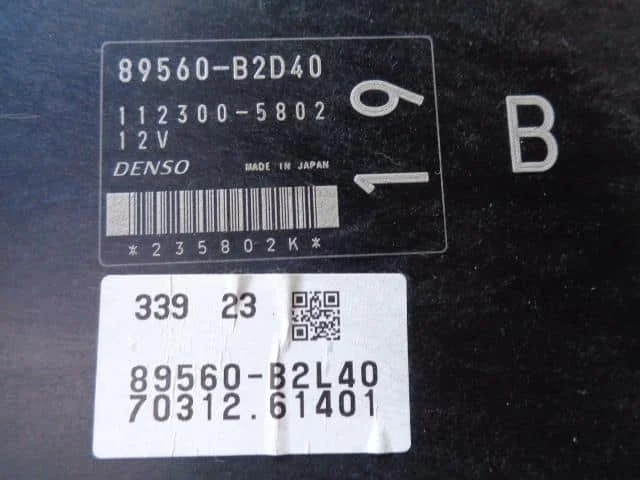 89560-B2D40
112300-5802
12V
DENSO MADE IN JAPAN
*235802K*
19
B
339 23
89560-B2L40
70312.61401